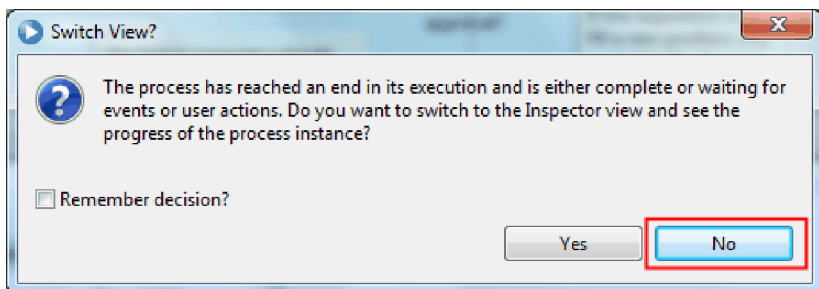 Switch View?
The process has reached an end in its execution and is either complete or waiting for
events or user actions. Do you want to switch to the Inspector view and see the
progress of the process instance?
Remember decision?
Yes
No